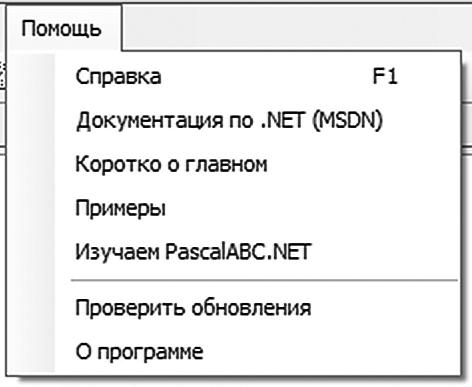 Помощь
Справка F1
Документация по .NET (MSDN)
Коротко о главном
Примеры
Изучаем PascalABC.NET
Проверить обновления
О программе